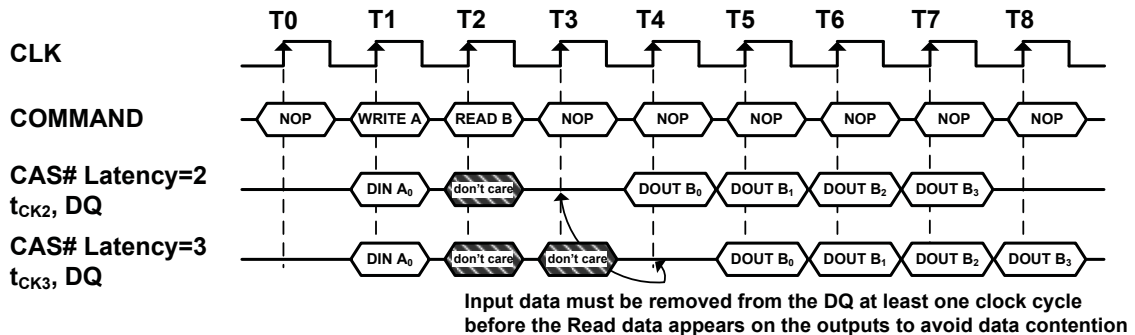 T0 T1 T2 T3 T4 T5 T6 T7 T8
CLK
COMMAND NOP WRITE A READ B NOP NOP NOP NOP NOP NOP
CAS# Latency=2
tCK2, DQ
DIN A0 don't care DOUT B0 DOUT B1 DOUT B2 DOUT B3
CAS# Latency=3
tCK3, DQ
DIN A0 don't care don't care DOUT B0 DOUT B1 DOUT B2 DOUT B3
Input data must be removed from the DQ at least one clock cycle
before the Read data appears on the outputs to avoid data contention